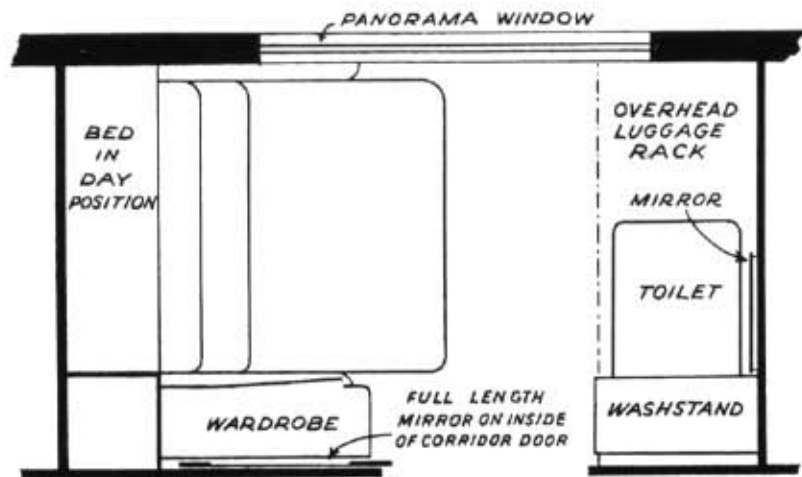 PANORAMA WINDOW
BED
IN
DAY
POSITION
OVERHEAD
LUGGAGE
RACK
MIRROR
TOILET
WASHSTAND
WARDROBE
FULL LENGTH
MIRROR ON INSIDE
OF CORRIDOR DOOR